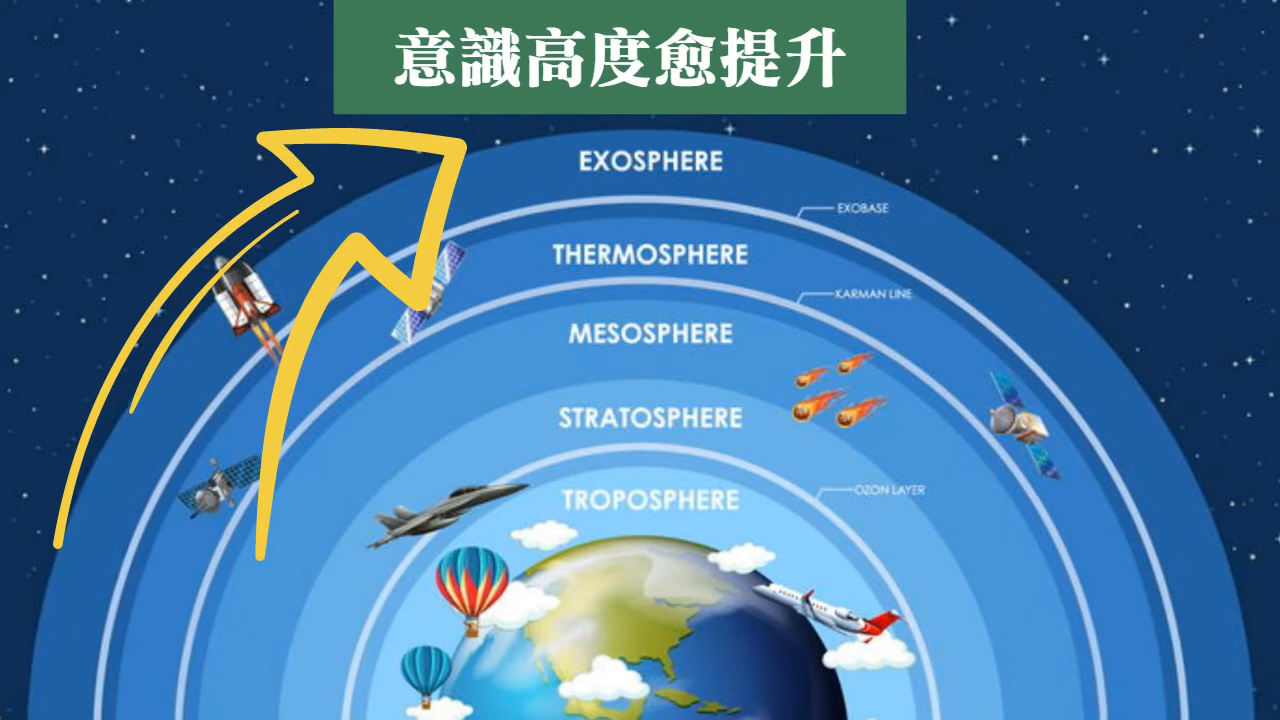 意識高度愈提升
EXOSPHERE
EXOBASE
THERMOSPHERE
KARMAN LINE
MESOSPHERE
STRATOSPHERE
OZON LAYER
TROPOSPHERE